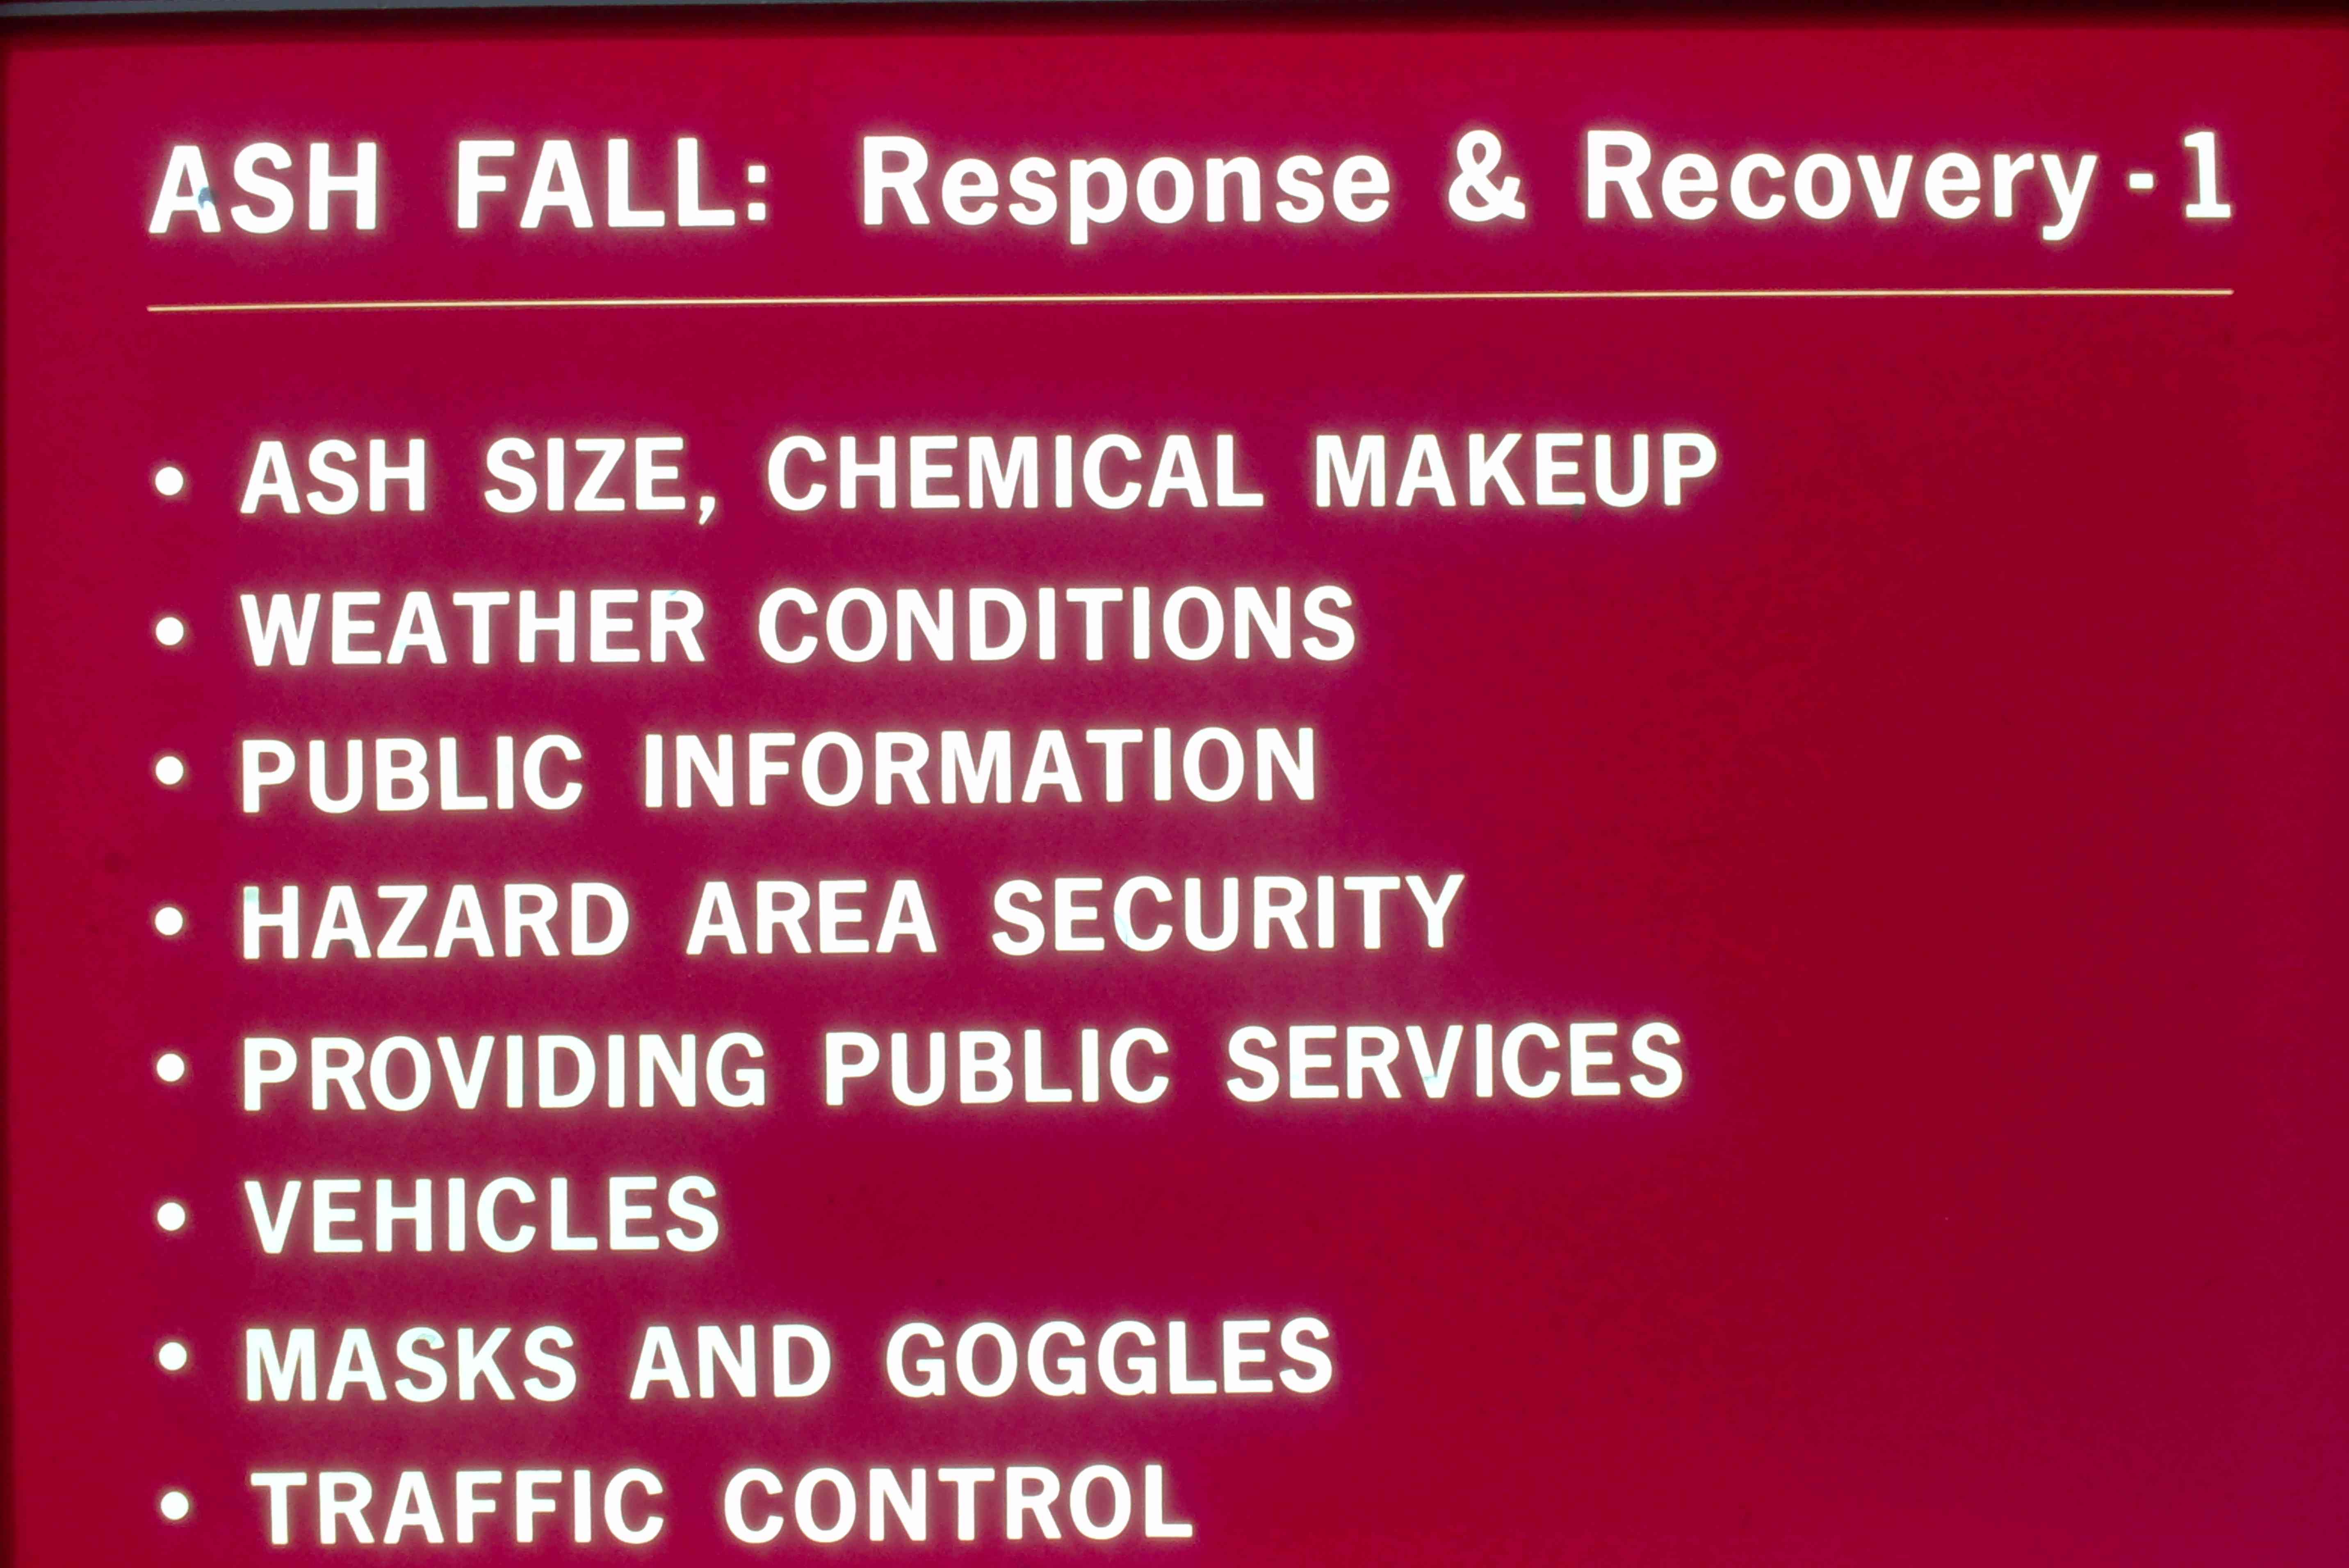 ASH FALL: Response & Recovery - 1
• ASH SIZE, CHEMICAL MAKEUP
• WEATHER CONDITIONS
• PUBLIC INFORMATION
• HAZARD AREA SECURITY
• PROVIDING PUBLIC SERVICES
• VEHICLES
• MASKS AND GOGGLES
• TRAFFIC CONTROL